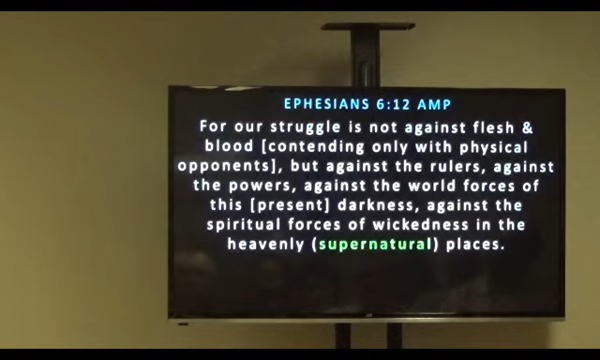 EPHESIANS 6:12 AMP
For our struggle is not against flesh &
blood [contending only with physical
opponents], but against the rulers, against
the powers, against the world forces of
this [present] darkness, against the
spiritual forces of wickedness in the
heavenly (supernatural) places.